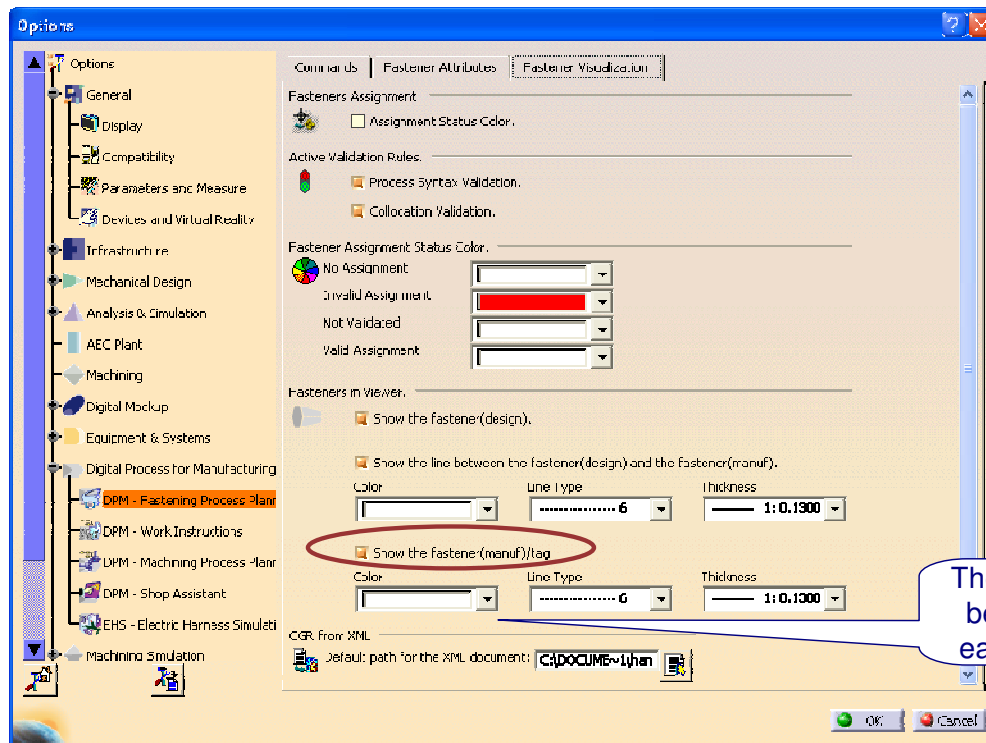 Options
Options
General
Display
Compatibility
Parameters and Measure
Devices and Virtual Reality
Infrastructure
Mechanical Design
Analysis & Simulation
AEC Plant
Machining
Digital Mockup
Equipment & Systems
Digital Process for Manufacturing
DPM - Fastening Process Plann
DPM - Work Instructions
DPM - Machining Process Plann
DPM - Shop Assistant
EHS - Electric Harness Simulati
Machining Simulation
Commands Fastener Attributes Fastener Visualization
Fasteners Assignment
Assignment Status Color.
Active Validation Rules.
Process Syntax Validation.
Collocation Validation.
Fastener Assignment Status Color.
No Assignment
Invalid Assignment
Not Validated
Valid Assignment
Fasteners in Viewer.
Show the fastener(design).
Show the line between the fastener(design) and the fastener(manuf).
Color Line Type Thickness
6 1: 0.1300
Show the fastener(manuf)/tag
Color Line Type Thickness
6 1: 0.1300
CGR from XML
Default path for the XML document: C:\DOCUME~1\han
OK Cancel
Th
be
ea